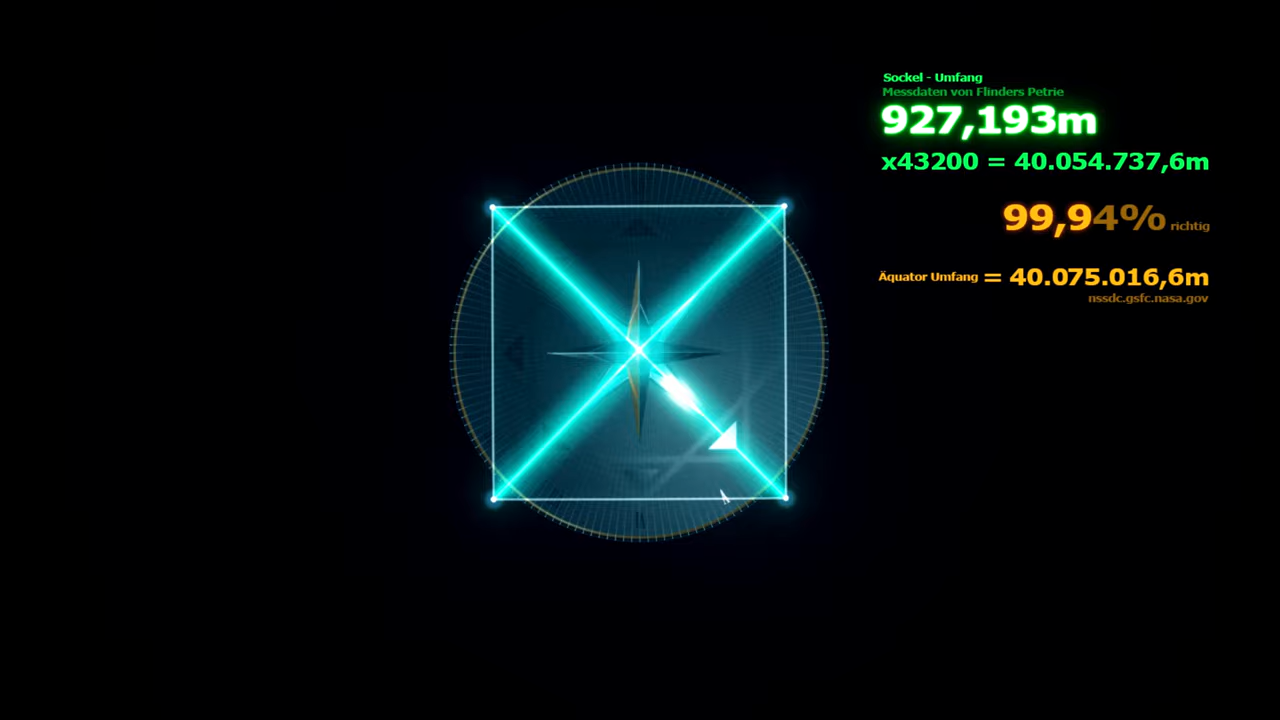 Sockel - Umfang
Messdaten von Flinders Petrie
927,193m
x43200 = 40.054.737,6m
99,94% richtig
Äquator Umfang = 40.075.016,6m
nssdc.gsfc.nasa.gov